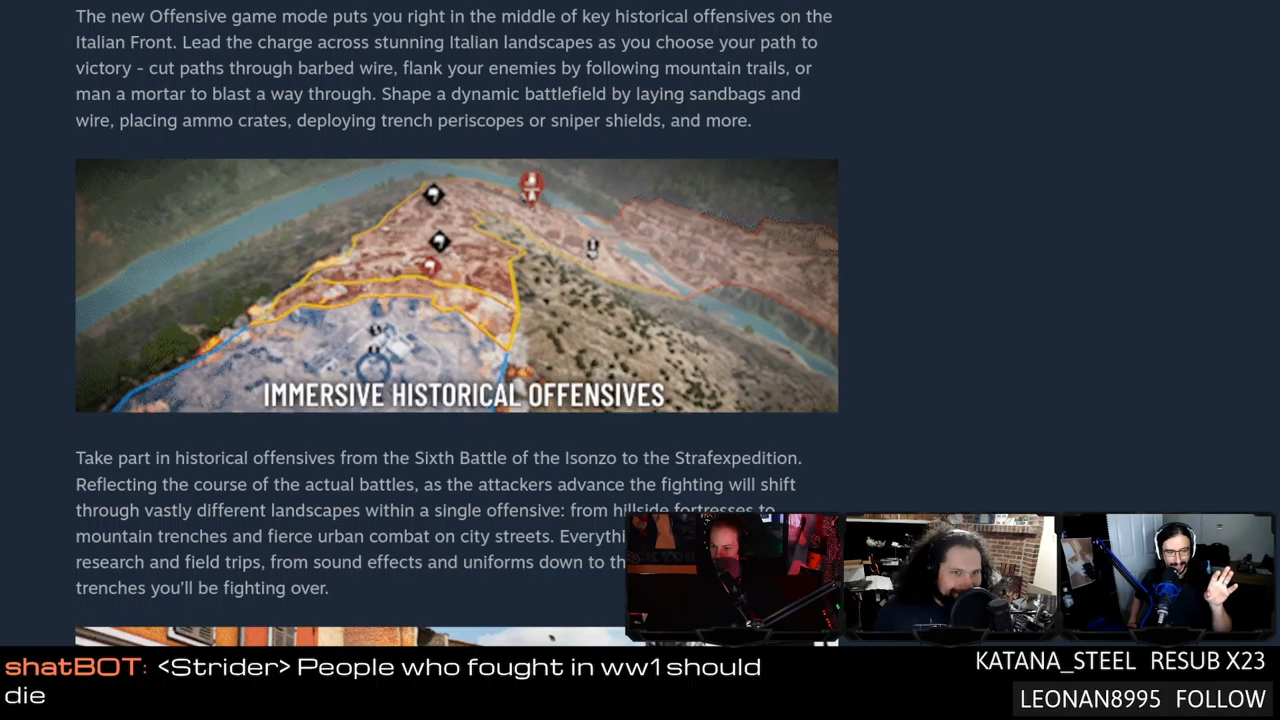 The new Offensive game mode puts you right in the middle of key historical offensives on the
Italian Front. Lead the charge across stunning Italian landscapes as you choose your path to
victory - cut paths through barbed wire, flank your enemies by following mountain trails, or
man a mortar to blast a way through. Shape a dynamic battlefield by laying sandbags and
wire, placing ammo crates, deploying trench periscopes or sniper shields, and more.
IMMERSIVE HISTORICAL OFFENSIVES
Take part in historical offensives from the Sixth Battle of the Isonzo to the Strafexpedition.
Reflecting the course of the actual battles, as the attackers advance the fighting will shift
through vastly different landscapes within a single offensive: from hillside fortresses to
mountain trenches and fierce urban combat on city streets. Everythi
research and field trips, from sound effects and uniforms down to th
trenches you'll be fighting over.
shatBOT: <Strider> People who fought in ww1 should
die
KATANA_STEEL RESUB X23
LEONAN8995 FOLLOW